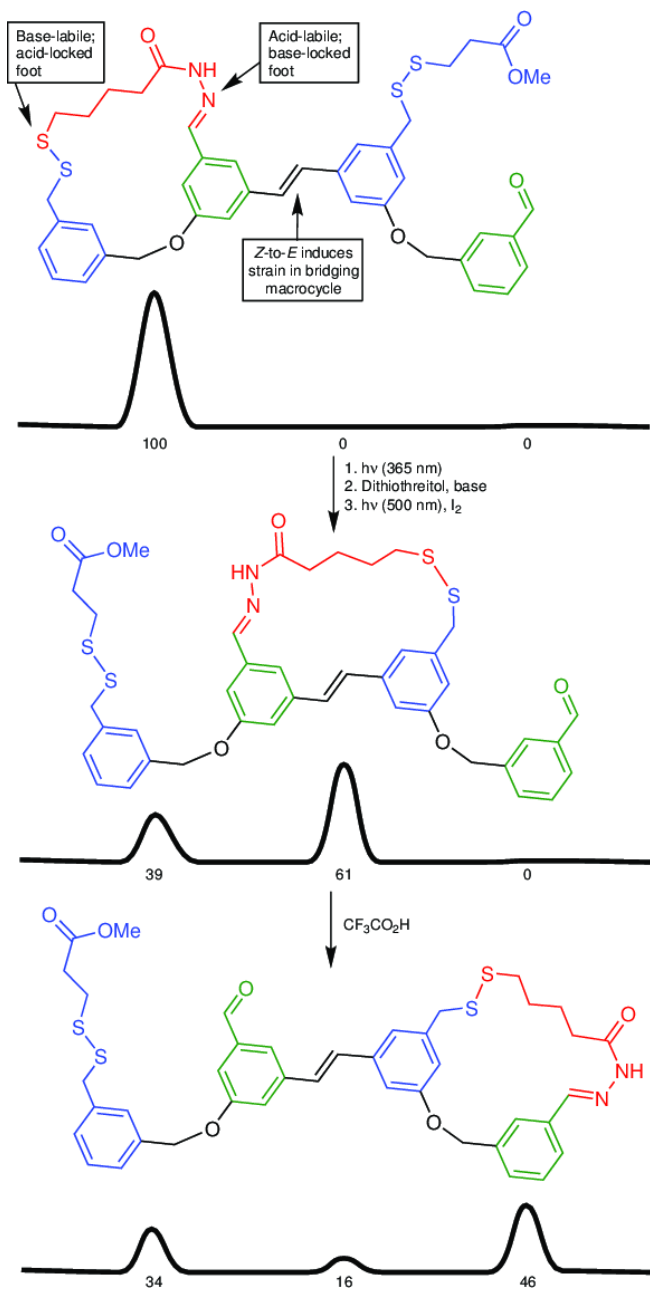 Base-labile;
acid-locked
foot
Acid-labile;
base-locked
foot
O
NH
N
S
S
O
S
S
O
OMe
O
O
Z-to-E induces
strain in bridging
macrocycle
100
0
0
1. hν (365 nm)
2. Dithiothreitol, base
3. hν (500 nm), I₂
O
OMe
S
S
O
O
HN
N
S
S
O
O
39
61
0
CF₃CO₂H
O
OMe
S
S
O
O
S
S
O
O
NH
N
34
16
46